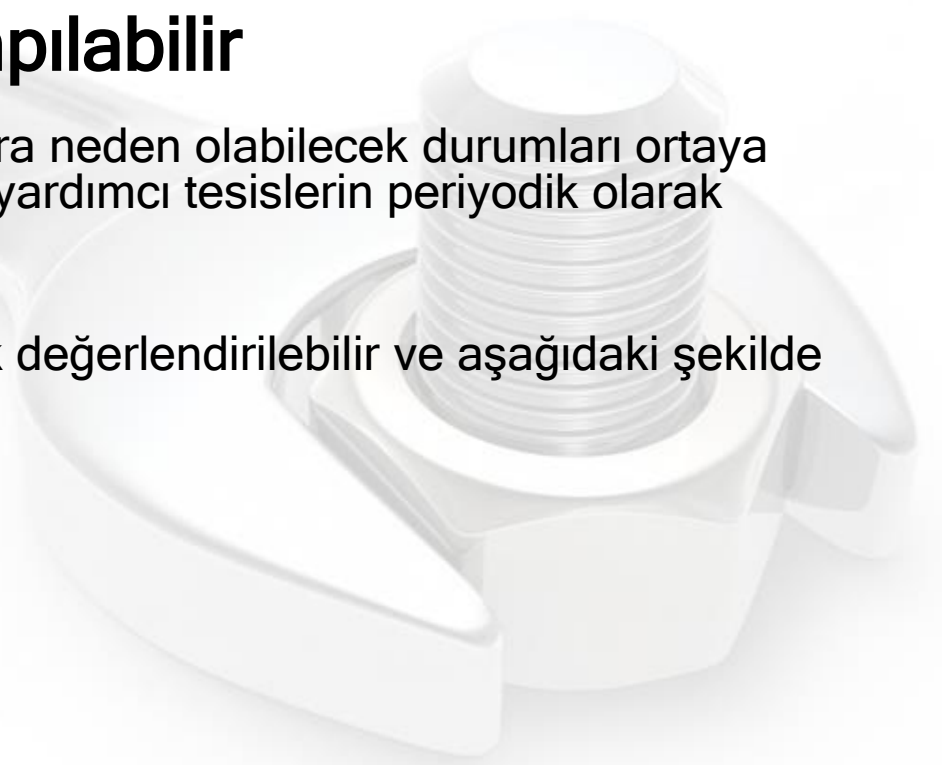 pılabilir
ra neden olabilecek durumları ortaya
yardımcı tesislerin periyodik olarak
değerlendirilebilir ve aşağıdaki şekilde